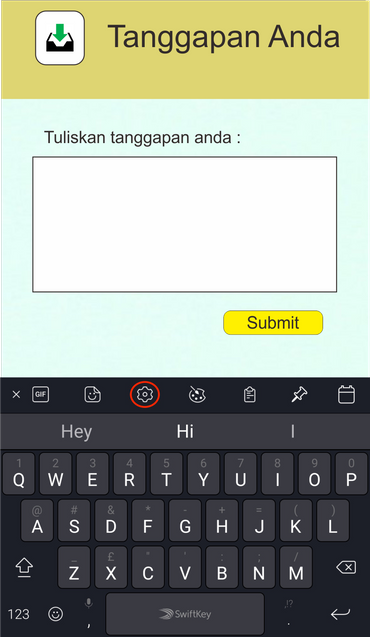 Tanggapan Anda
Tuliskan tanggapan anda :
Submit
GIF
Hey Hi I
1 2 3 4 5 6 7 8 9 0
Q W E R T Y U I O P
@ # & * - + = ( )
A S D F G H J K L
_ £ " ' : ; /
Z X C V B N M
123 , SwiftKey .
,!?